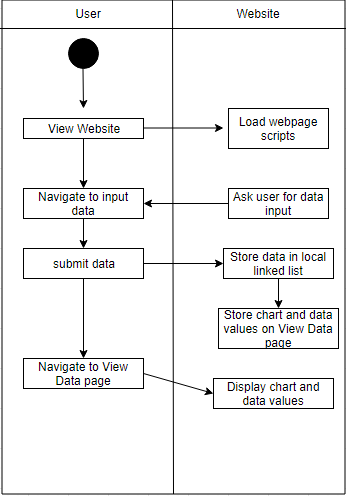 User
Website
View Website
Load webpage
scripts
Navigate to input
data
Ask user for data
input
submit data
Store data in local
linked list
Store chart and data
values on View Data
page
Navigate to View
Data page
Display chart and
data values